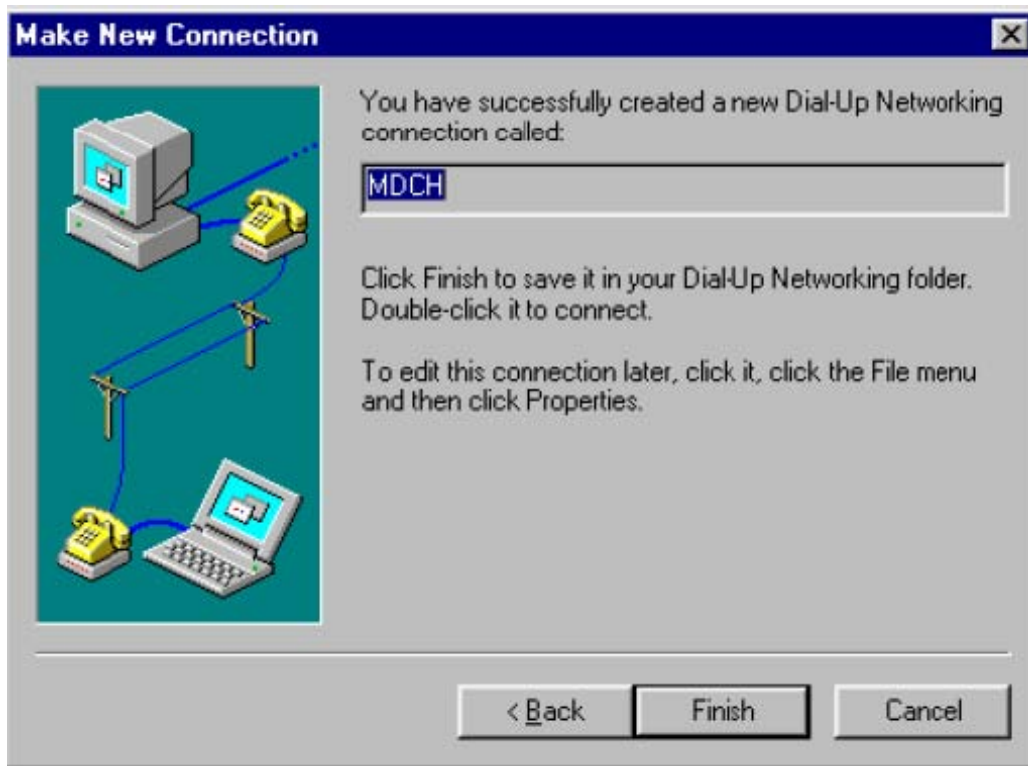 Make New Connection
You have successfully created a new Dial-Up Networking
connection called:
MDCH
Click Finish to save it in your Dial-Up Networking folder.
Double-click it to connect.
To edit this connection later, click it, click the File menu
and then click Properties.
< Back Finish Cancel